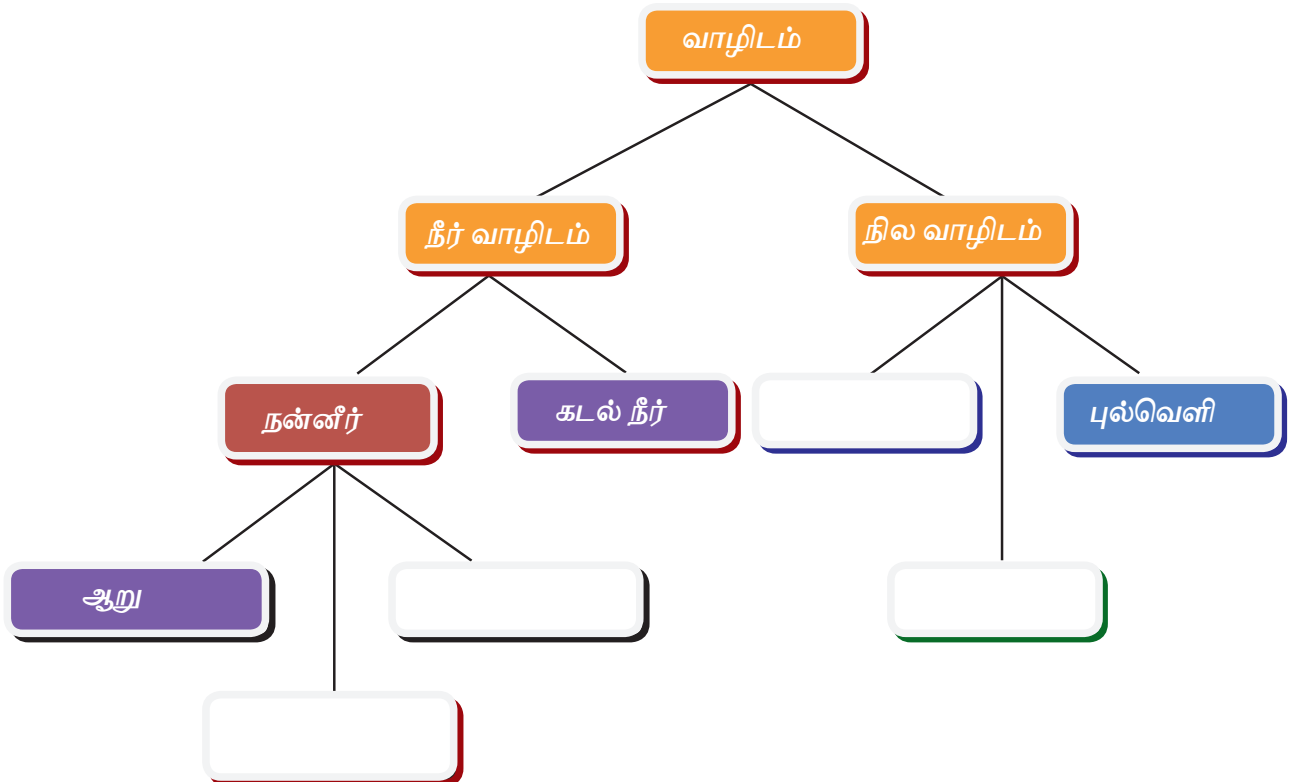 வாழிடம்
நீர் வாழிடம்
நில வாழிடம்
நன்னீர்
கடல் நீர்
புல்வெளி
ஆறு